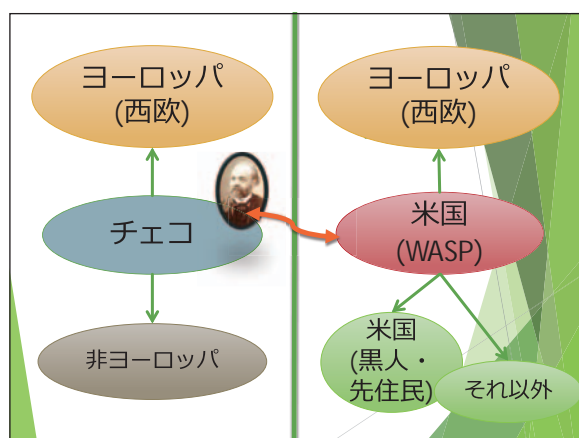 ヨーロッパ
(西欧)
チェコ
非ヨーロッパ
ヨーロッパ
(西欧)
米国
(WASP)
米国
(黒人・
先住民)
それ以外